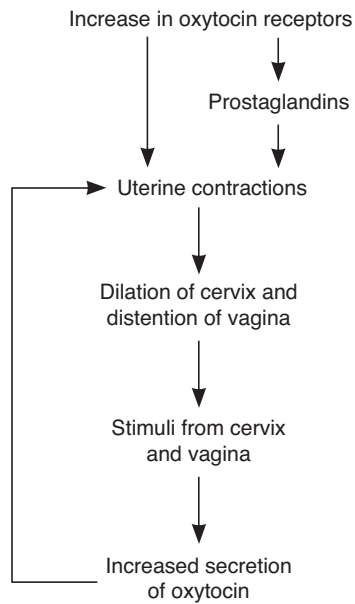 Increase in oxytocin receptors
Prostaglandins
Uterine contractions
Dilation of cervix and
distention of vagina
Stimuli from cervix
and vagina
Increased secretion
of oxytocin